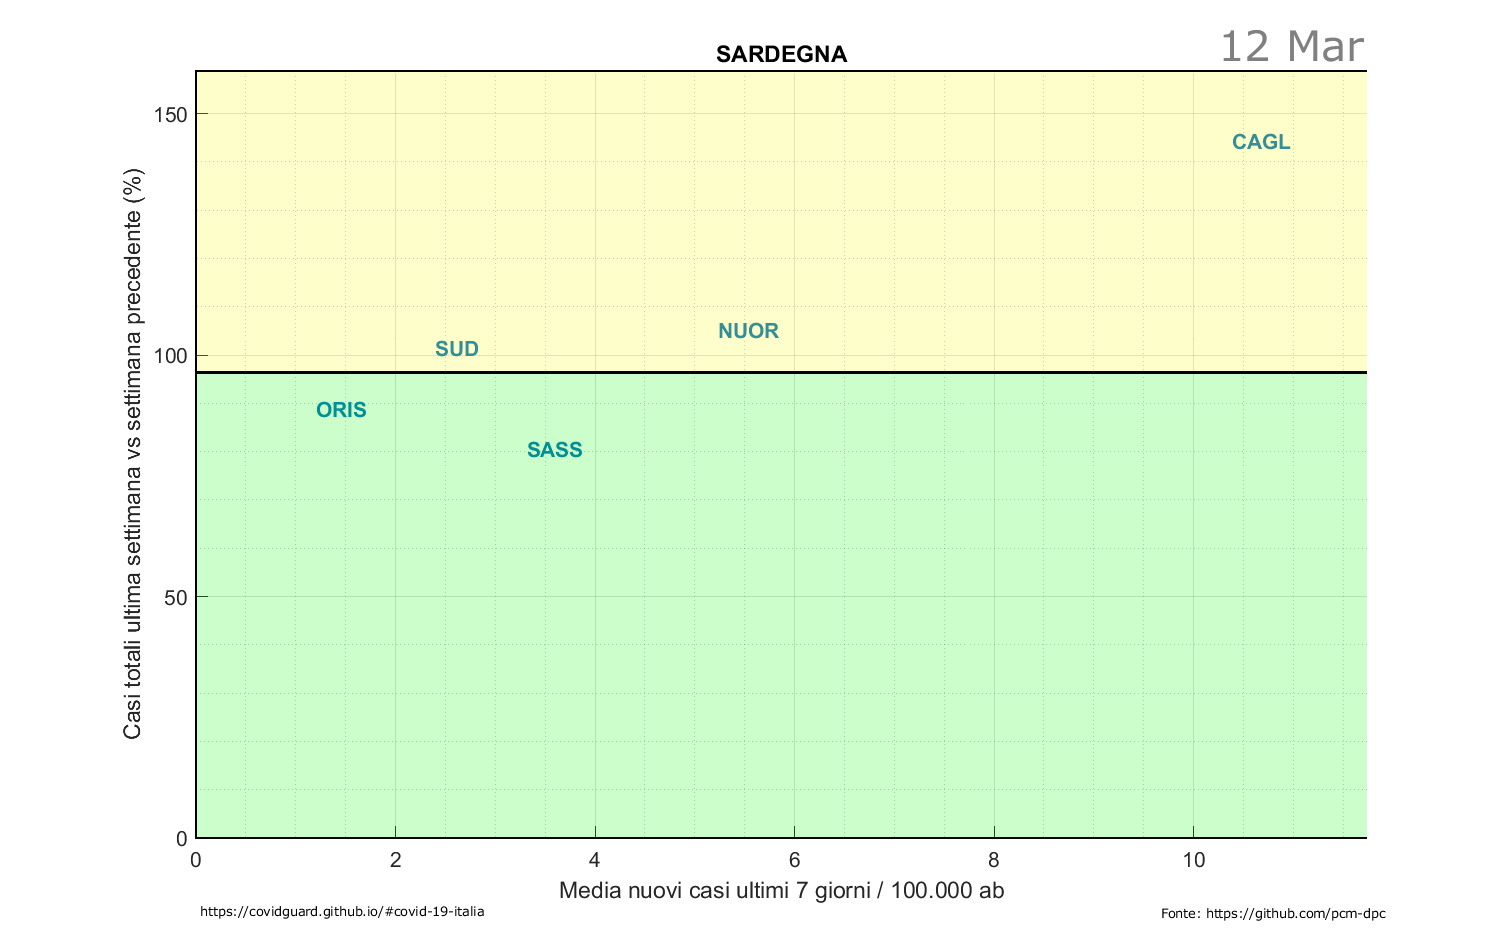 12 Mar
SARDEGNA
Casi totali ultima settimana vs settimana precedente (%)
150
100
50
0
CAGL
NUOR
SUD
ORIS
SASS
0 2 4 6 8 10
Media nuovi casi ultimi 7 giorni / 100.000 ab
https://covidguard.github.io/#covid-19-italia
Fonte: https://github.com/pcm-dpc